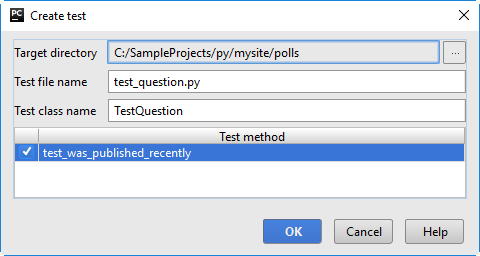 PC Create test
Target directory C:/SampleProjects/py/mysite/polls ...
Test file name test_question.py
Test class name TestQuestion
Test method
test_was_published_recently
OK Cancel Help